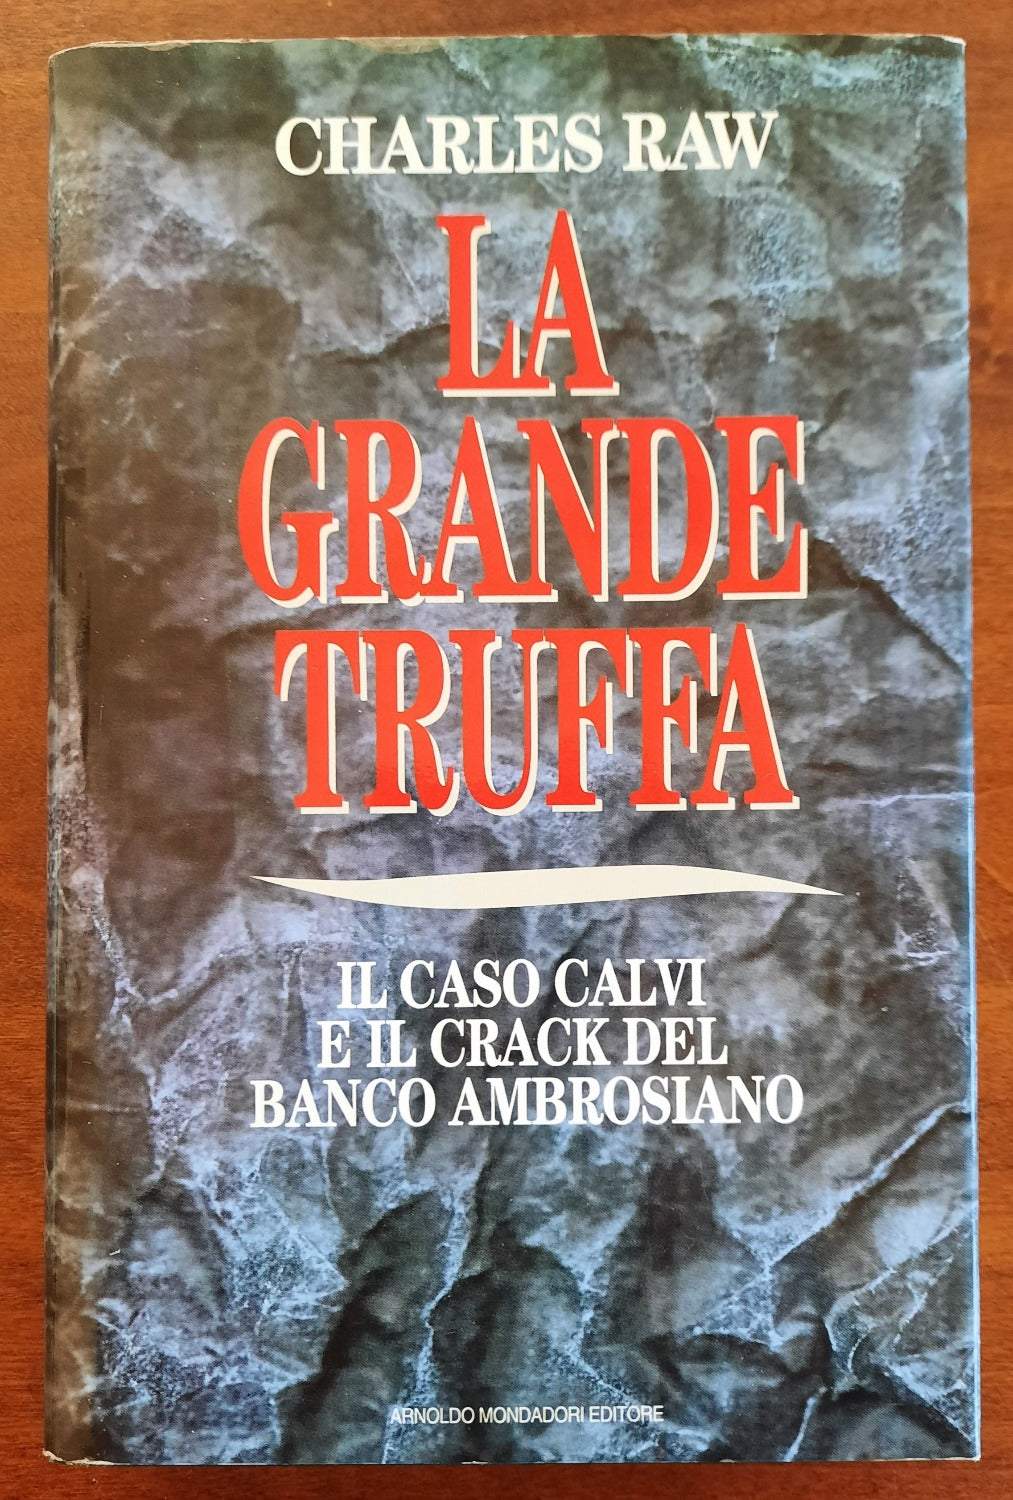 CHARLES RAW
LA
GRANDE
TRUFFA
IL CASO CALVI
E IL CRACK DEL
BANCO AMBROSIANO
ARNOLDO MONDADORI EDITORE